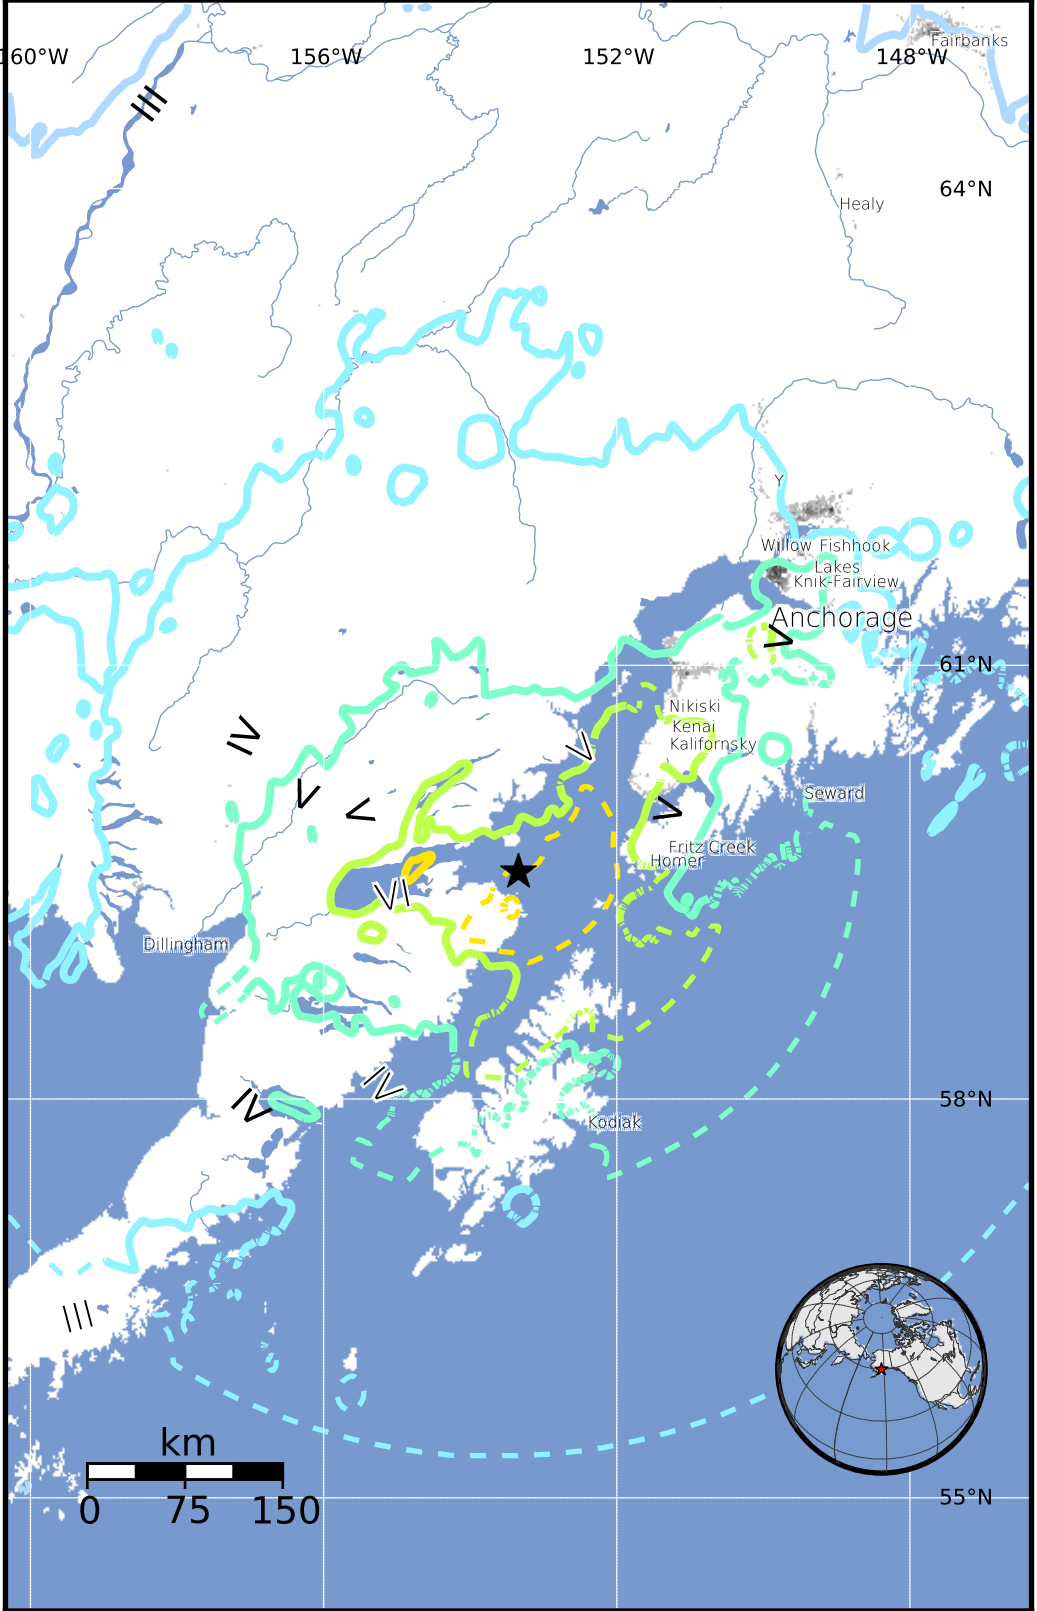 Fairbanks
160°W
156°W
152°W
148°W
III
64°N
Healy
Y
Willow Fishhook
Lakes
Knik-Fairview
Anchorage
V
61°N
Nikiski
Kenai
IV
V
Kalifornsky
V
V
Seward
V
Fritz Creek
Homer
VI
Dillingham
IV
IV
58°N
Kodiak
III
km
0 75 150
55°N